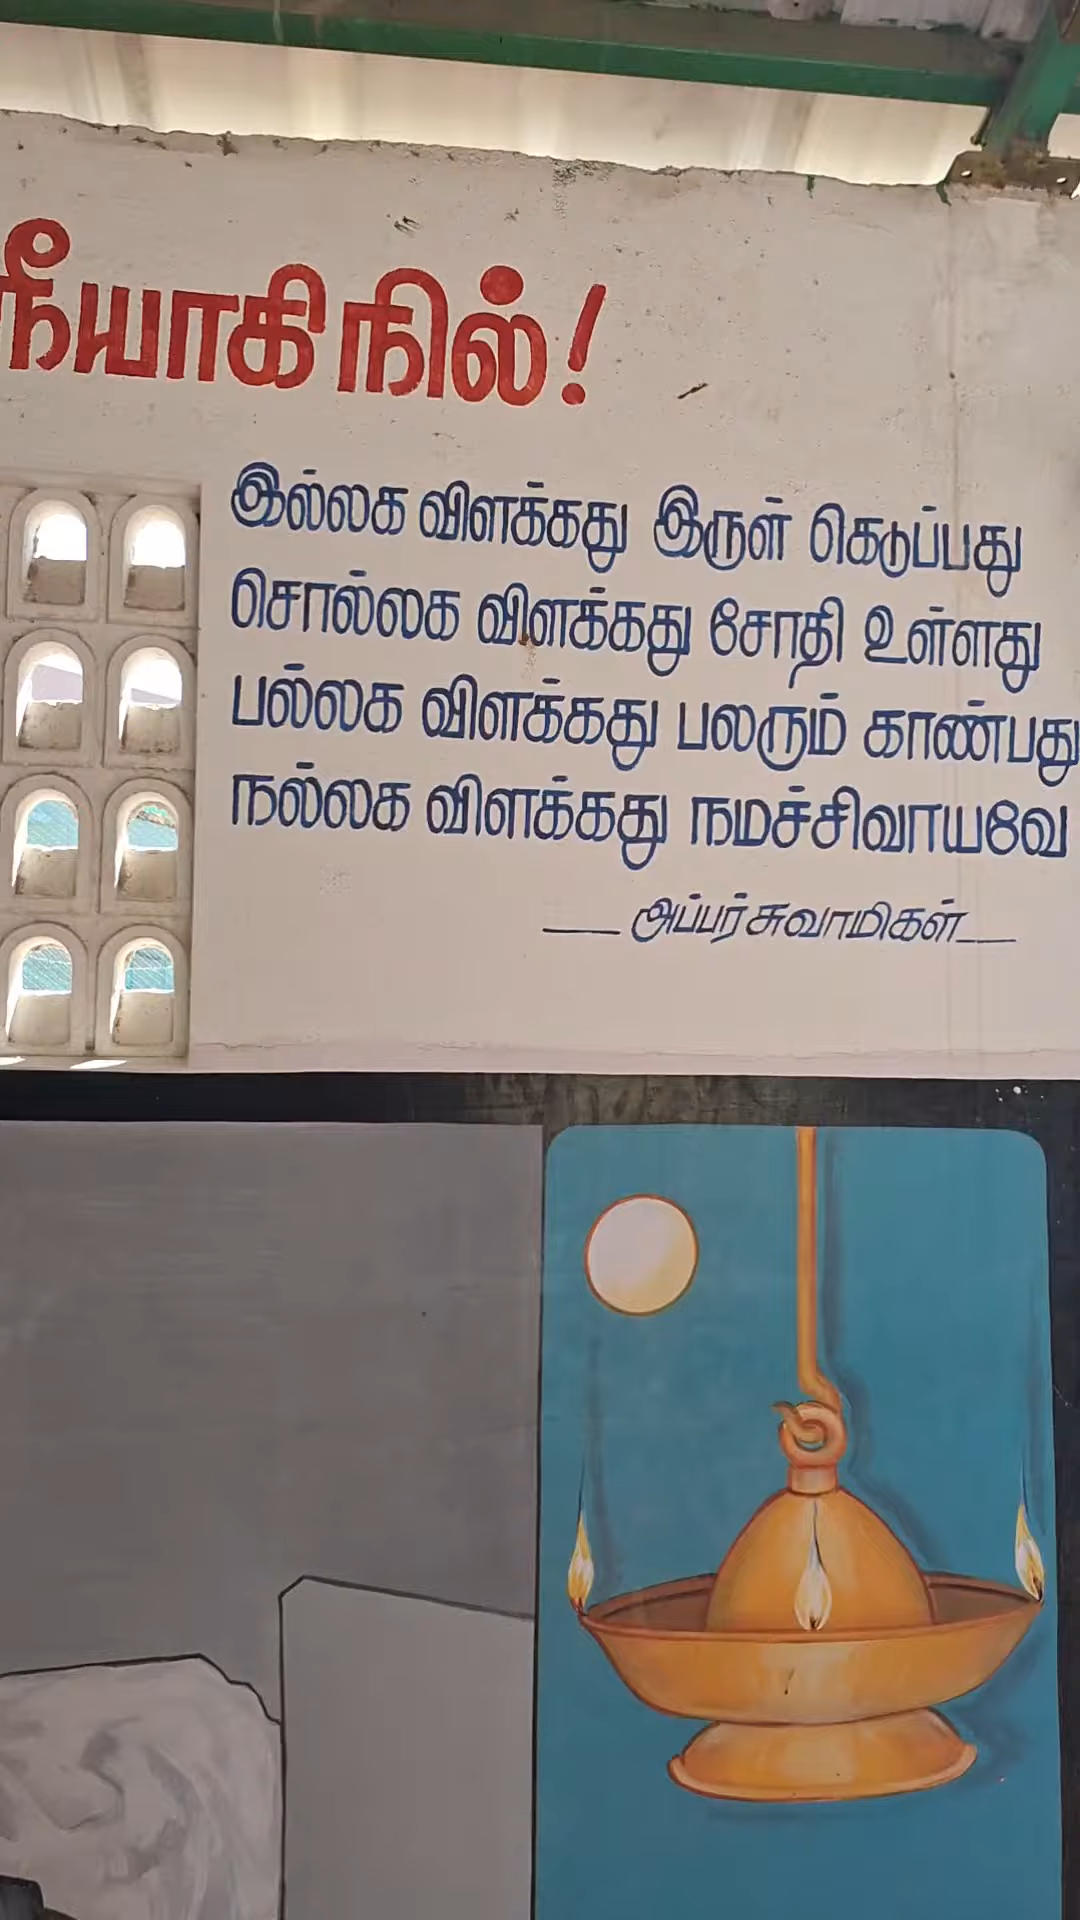 நீயாகி நில்!
இல்லக விளக்கது இருள் கெடுப்பது
சொல்லக விளக்கது சோதி உள்ளது
பல்லக விளக்கது பலரும் காண்பது
நல்லக விளக்கது நமச்சிவாயவே
அப்பர் சுவாமிகள்